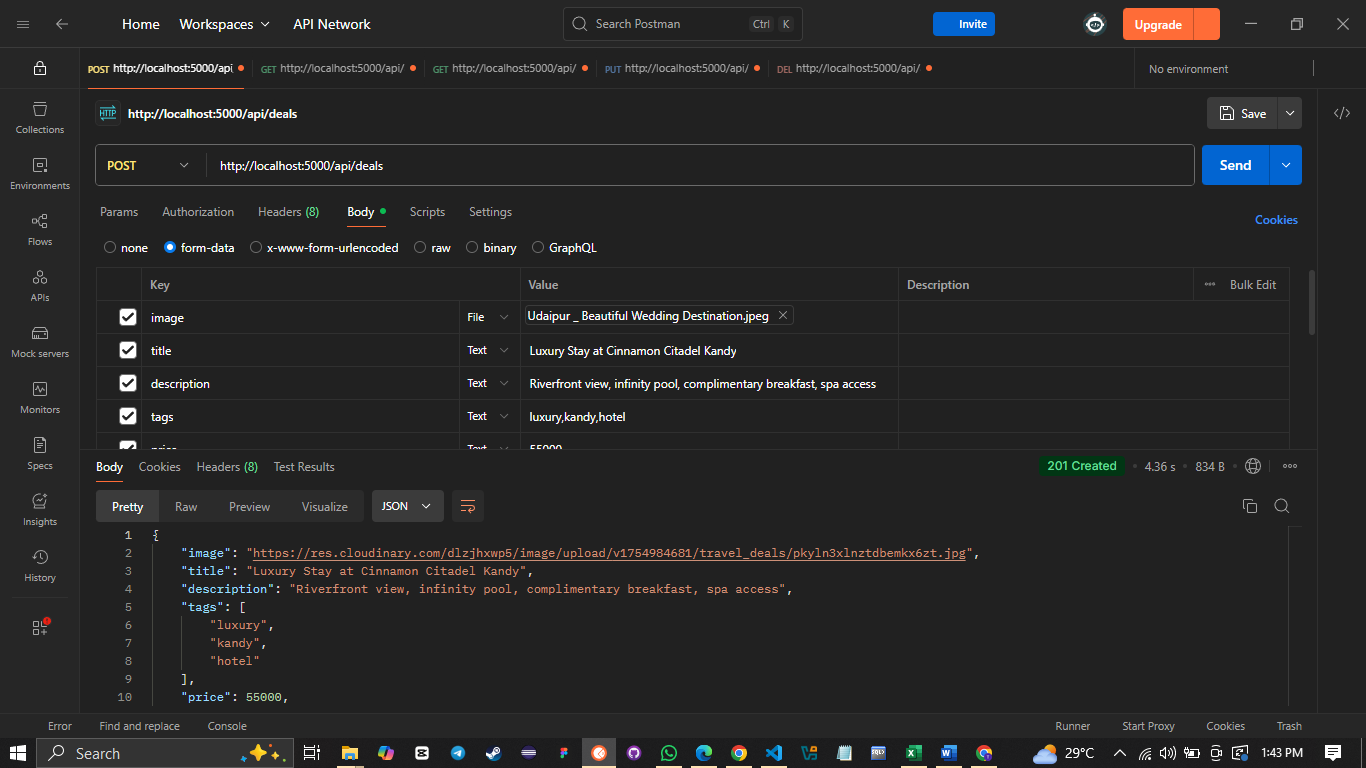 Home Workspaces API Network Search Postman Ctrl K Invite Upgrade
POST http://localhost:5000/api, GET http://localhost:5000/api/ GET http://localhost:5000/api/ PUT http://localhost:5000/api/ DEL http://localhost:5000/api/ No environment
HTTP http://localhost:5000/api/deals Save
POST http://localhost:5000/api/deals Send
Params Authorization Headers (8) Body Scripts Settings Cookies
none form-data x-www-form-urlencoded raw binary GraphQL
Key Value Description Bulk Edit
image File Udaipur _ Beautiful Wedding Destination.jpeg
title Text Luxury Stay at Cinnamon Citadel Kandy
description Text Riverfront view, infinity pool, complimentary breakfast, spa access
tags Text luxury,kandy,hotel
price Text 55000
Collections
Environments
Flows
APIs
Mock servers
Monitors
Specs
Insights
History
Body Cookies Headers (8) Test Results 201 Created 4.36 s 834 B
Pretty Raw Preview Visualize JSON
1 {
2 "image": "https://res.cloudinary.com/dlzjhxwp5/image/upload/v1754984681/travel_deals/pkyln3xlnztdbemkx6zt.jpg",
3 "title": "Luxury Stay at Cinnamon Citadel Kandy",
4 "description": "Riverfront view, infinity pool, complimentary breakfast, spa access",
5 "tags": [
6 "luxury",
7 "kandy",
8 "hotel"
9 ],
10 "price": 55000,
Error Find and replace Console Runner Start Proxy Cookies Trash
Search 29°C 1:43 PM